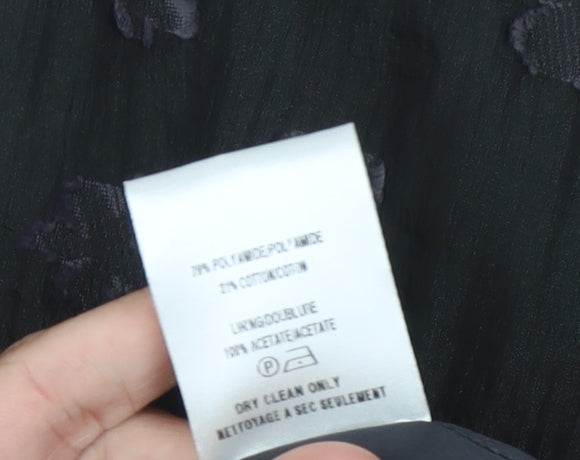 79% POLYAMIDE/POLYAMIDE
21% COTTON/COTON
LINING/DOUBLURE
100% ACETATE/ACETATE
P
DRY CLEAN ONLY
NETTOYAGE A SEC SEULEMENT